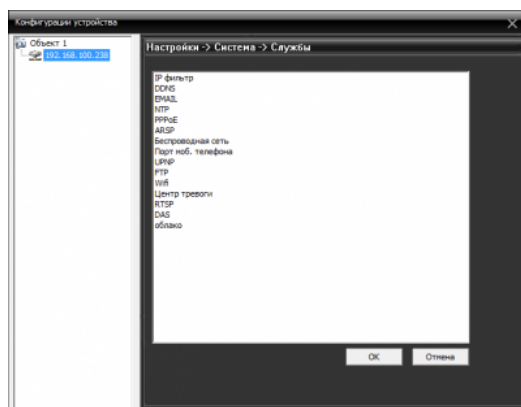 Конфигурации устройства
Объект 1
192.168.100.238
Настройки -> Система -> Службы
IP фильтр
DDNS
EMAIL
NTP
PPPoE
ARSP
Беспроводная сеть
Порт моб. телефона
UPNP
FTP
Wifi
Центр тревоги
RTSP
DAS
облако
OK
Отмена